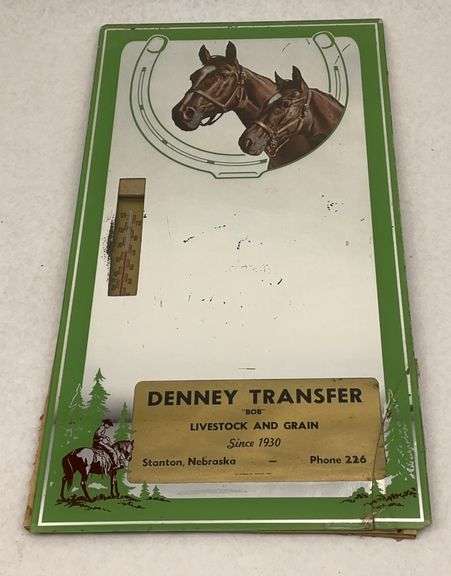 DENNEY TRANSFER
"BOB"
LIVESTOCK AND GRAIN
Since 1930
Stanton, Nebraska — Phone 226